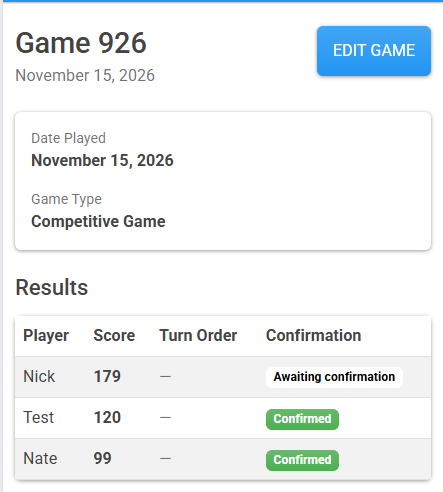 Game 926
EDIT GAME
November 15, 2026
Date Played
November 15, 2026
Game Type
Competitive Game
Results
Player Score Turn Order Confirmation
Nick 179 — Awaiting confirmation
Test 120 — Confirmed
Nate 99 — Confirmed